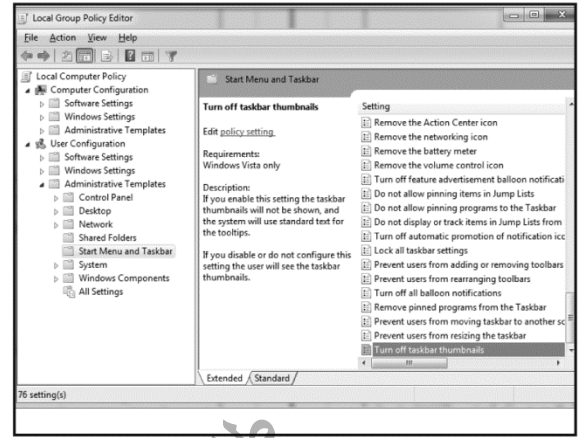 Local Group Policy Editor
File Action View Help
Local Computer Policy
Computer Configuration
Software Settings
Windows Settings
Administrative Templates
User Configuration
Software Settings
Windows Settings
Administrative Templates
Control Panel
Desktop
Network
Shared Folders
Start Menu and Taskbar
System
Windows Components
All Settings
Start Menu and Taskbar
Turn off taskbar thumbnails
Edit policy setting
Requirements:
Windows Vista only
Description:
If you enable this setting the taskbar
thumbnails will not be shown, and
the system will use standard text for
the tooltips.
If you disable or do not configure this
setting the user will see the taskbar
thumbnails.
Setting
Remove the Action Center icon
Remove the networking icon
Remove the battery meter
Remove the volume control icon
Turn off feature advertisement balloon notificati
Do not allow pinning items in Jump Lists
Do not allow pinning programs to the Taskbar
Do not display or track items in Jump Lists from
Turn off automatic promotion of notification icc
Lock all taskbar settings
Prevent users from adding or removing toolbars
Prevent users from rearranging toolbars
Turn off all balloon notifications
Remove pinned programs from the Taskbar
Prevent users from moving taskbar to another sc
Prevent users from resizing the taskbar
Turn off taskbar thumbnails
Extended Standard
76 setting(s)